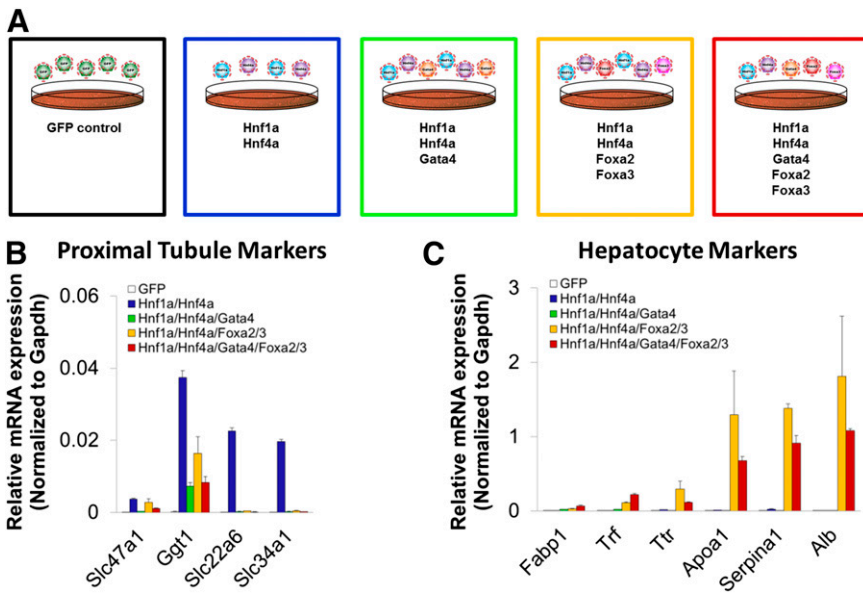 A
GFP control
Hnf1a
Hnf4a
Hnf1a
Hnf4a
Gata4
Hnf1a
Hnf4a
Foxa2
Foxa3
Hnf1a
Hnf4a
Gata4
Foxa2
Foxa3
B Proximal Tubule Markers
Relative mRNA expression
(Normalized to Gapdh)
0.06
0.04
0.02
0
GFP
Hnf1a/Hnf4a
Hnf1a/Hnf4a/Gata4
Hnf1a/Hnf4a/Foxa2/3
Hnf1a/Hnf4a/Gata4/Foxa2/3
Slc47a1
Ggt1
Slc22a6
Slc34a1
C Hepatocyte Markers
Relative mRNA expression
(Normalized to Gapdh)
3
2
1
0
GFP
Hnf1a/Hnf4a
Hnf1a/Hnf4a/Gata4
Hnf1a/Hnf4a/Foxa2/3
Hnf1a/Hnf4a/Gata4/Foxa2/3
Fabp1
Trf
Ttr
Apoa1
Serpina1
Alb